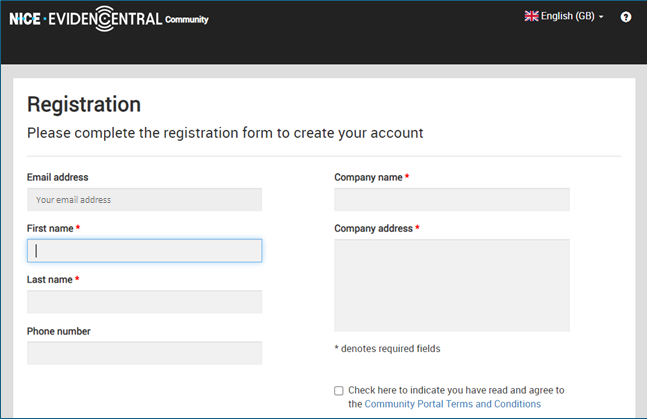 NICE · EVIDENCENTRAL Community
English (GB)
?
Registration
Please complete the registration form to create your account
Email address
Your email address
First name *
Last name *
Phone number
Company name *
Company address *
* denotes required fields
Check here to indicate you have read and agree to
the Community Portal Terms and Conditions